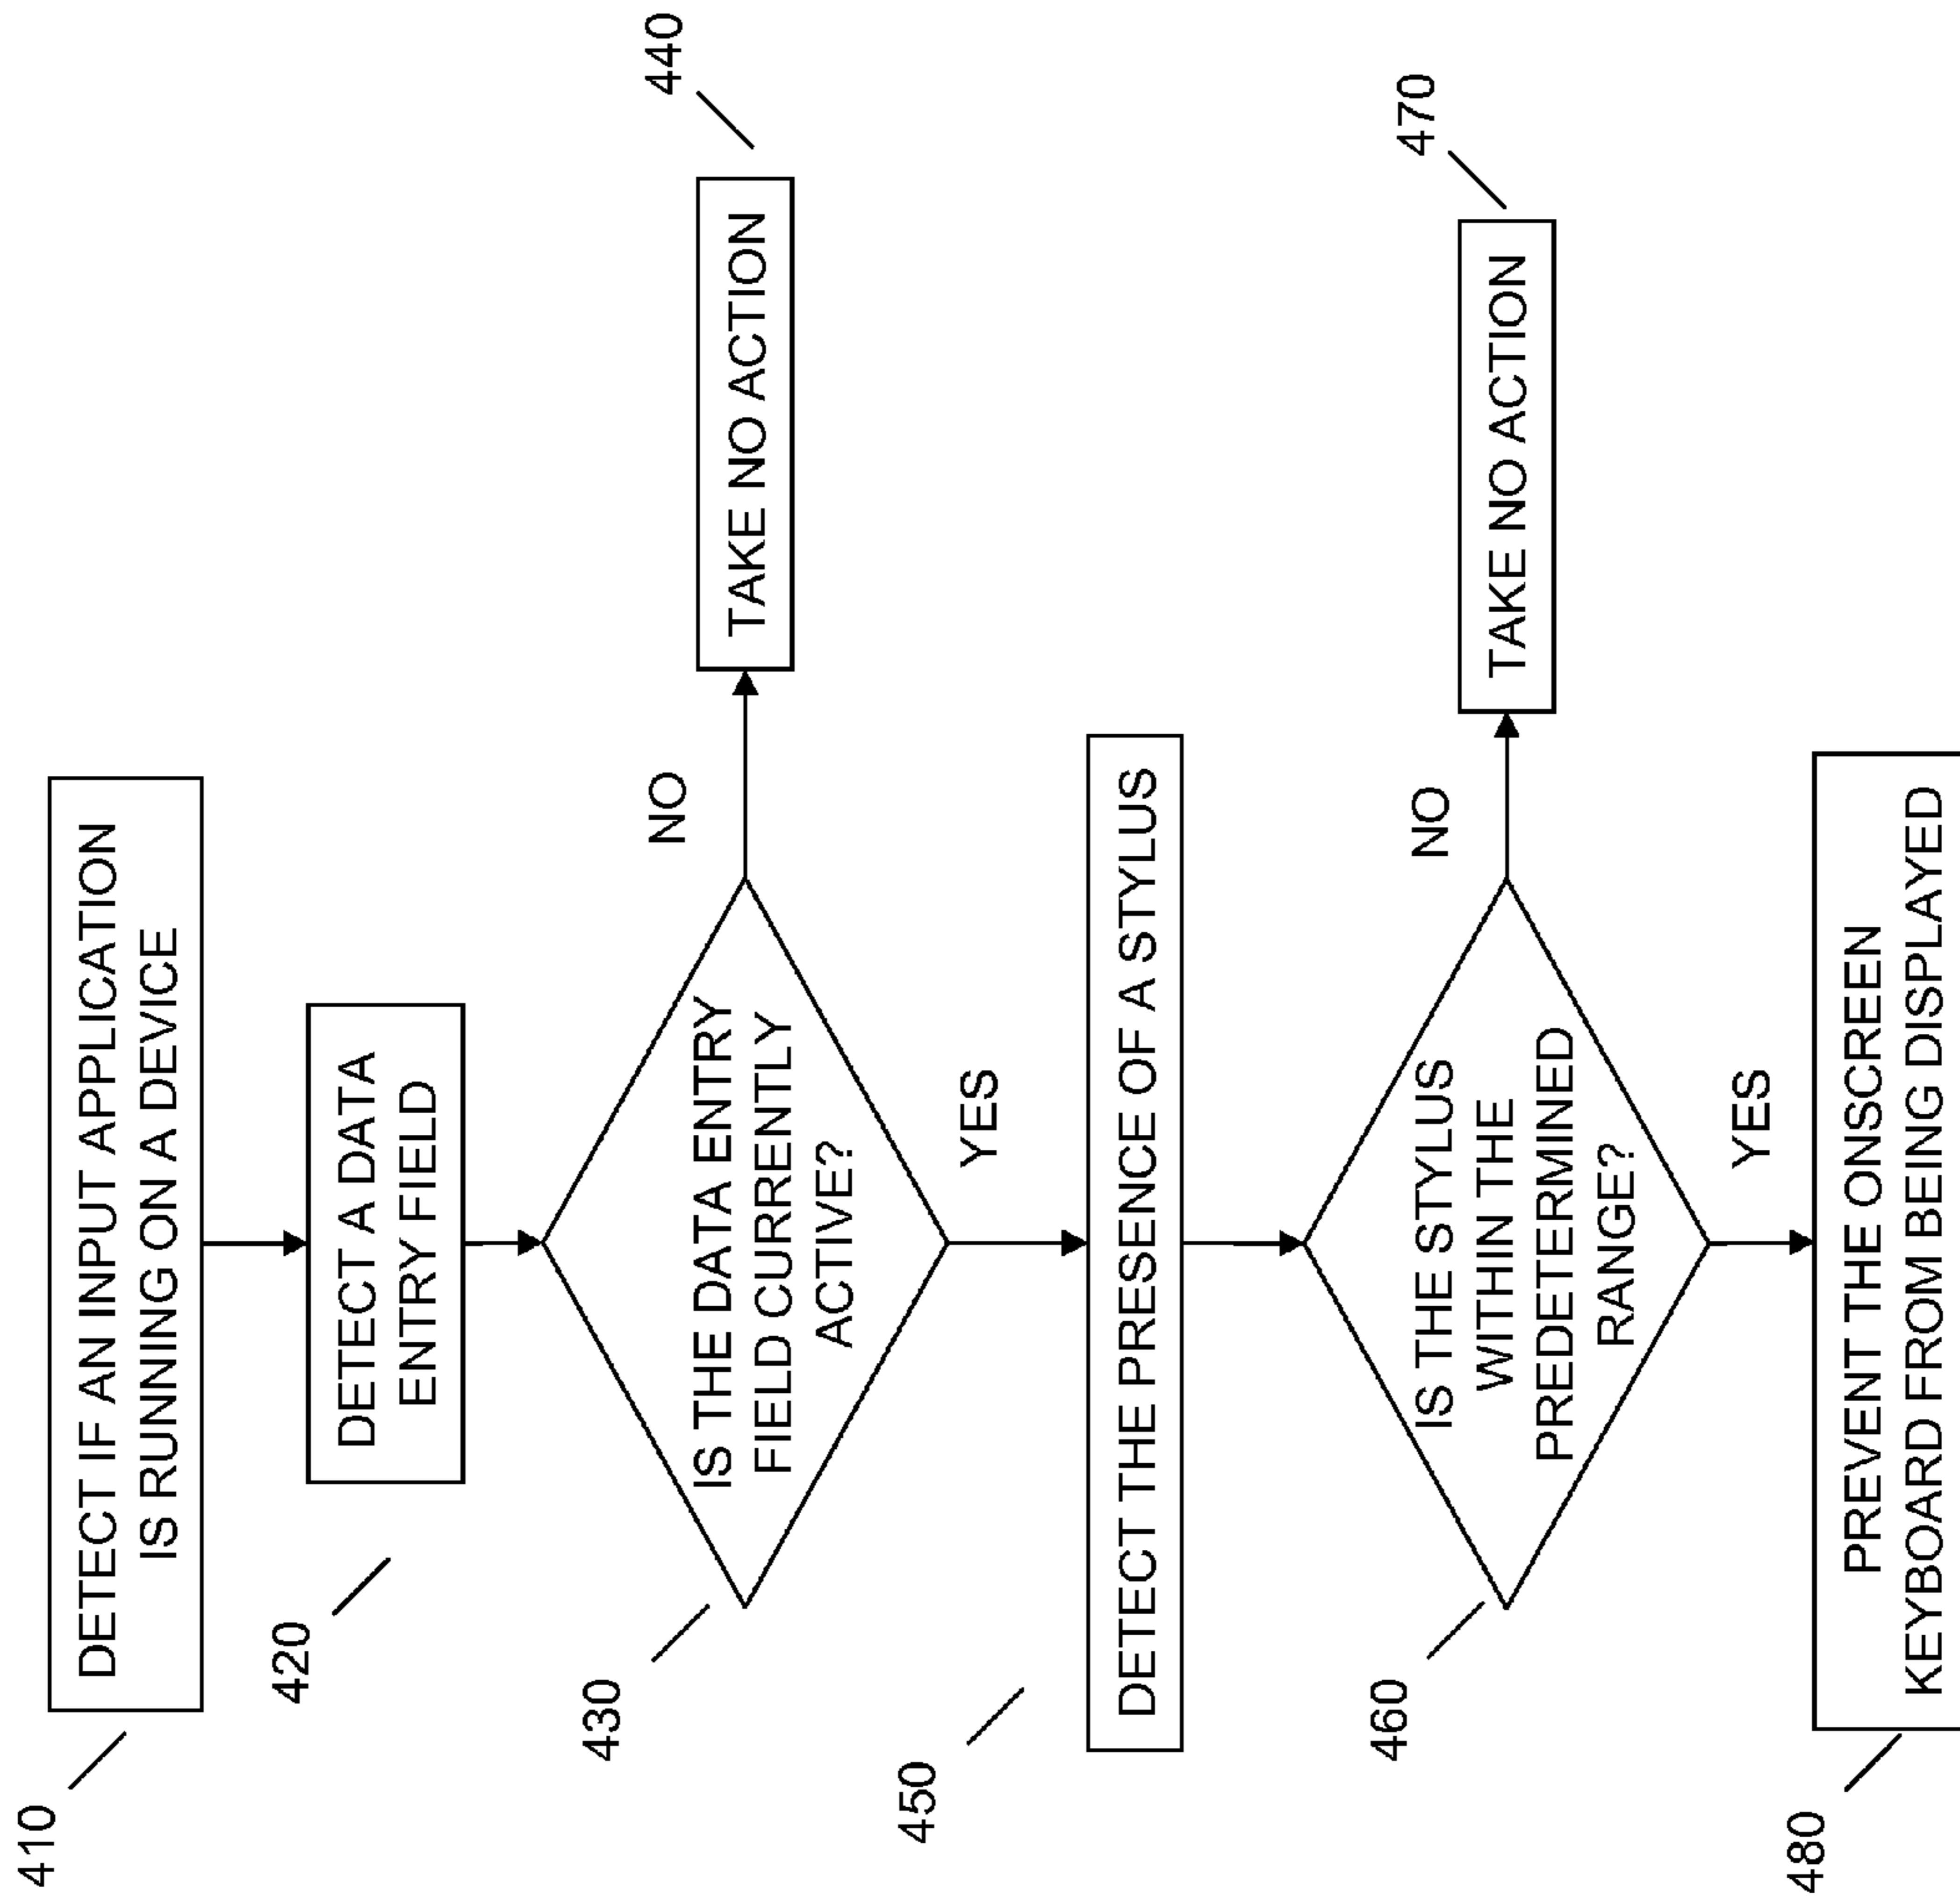 410
DETECT IF AN INPUT APPLICATION
IS RUNNING ON A DEVICE
420
DETECT A DATA
ENTRY FIELD
430
IS THE DATA ENTRY
FIELD CURRENTLY
ACTIVE?
NO
440
TAKE NO ACTION
YES
450
DETECT THE PRESENCE OF A STYLUS
460
IS THE STYLUS
WITHIN THE
PREDETERMINED
RANGE?
NO
470
TAKE NO ACTION
YES
480
PREVENT THE ONSCREEN
KEYBOARD FROM BEING DISPLAYED